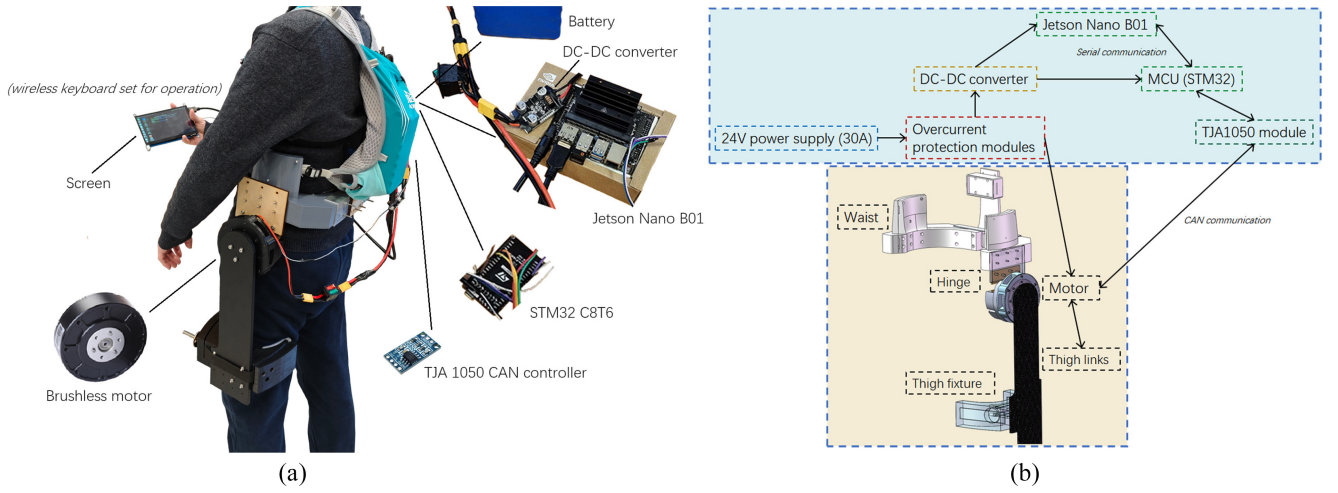 Battery
DC-DC converter
(wireless keyboard set for operation)
Screen
Jetson Nano B01
STM32 C8T6
TJA 1050 CAN controller
Brushless motor
(a)
Jetson Nano B01
Serial communication
DC-DC converter
MCU (STM32)
24V power supply (30A)
Overcurrent
protection modules
TJA1050 module
CAN communication
Waist
Hinge
Motor
Thigh links
Thigh fixture
(b)